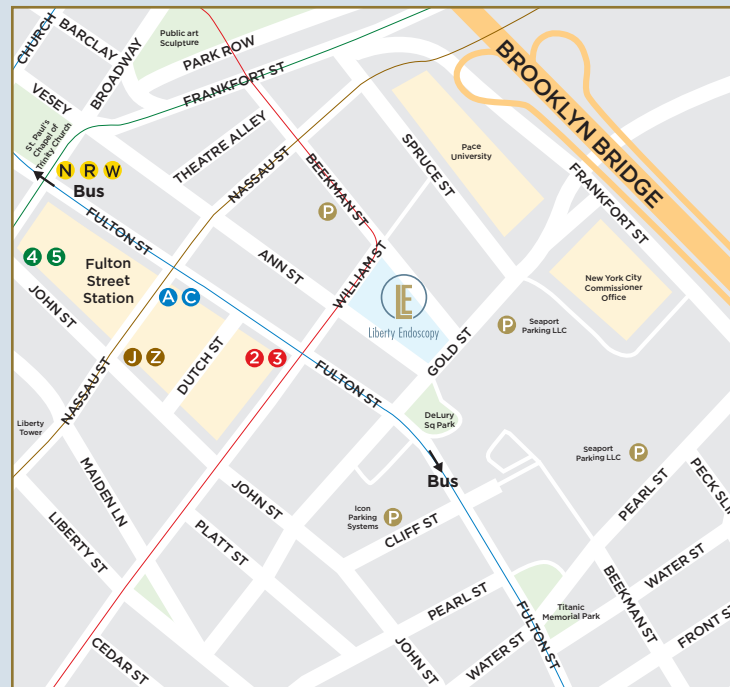 CHURCH
BARCLAY
BROADWAY
Public art
Sculpture
PARK ROW
FRANKFORT ST
VESEY
St. Paul's
Chapel of
Trinity Church
THEATRE ALLEY
NASSAU ST
BEEKMAN ST
SPRUCE ST
Pace
University
BROOKLYN BRIDGE
FRANKFORT ST
N R W
Bus
FULTON ST
P
ANN ST
WILLIAM ST
4 5
Fulton
Street
Station
A C
LE
Liberty Endoscopy
New York City
Commissioner
Office
JOHN ST
GOLD ST
P
Seaport
Parking LLC
J Z
DUTCH ST
2 3
FULTON ST
NASSAU ST
Liberty
Tower
DeLury
Sq Park
Bus
Seaport
Parking LLC
P
MAIDEN LN
JOHN ST
PEARL ST
PECK SLIP
LIBERTY ST
PLATT ST
Icon
Parking
Systems
P
CLIFF ST
PEARL ST
FULTON ST
Titanic
Memorial Park
BEEKMAN ST
WATER ST
FRONT ST
CEDAR ST
JOHN ST
WATER ST